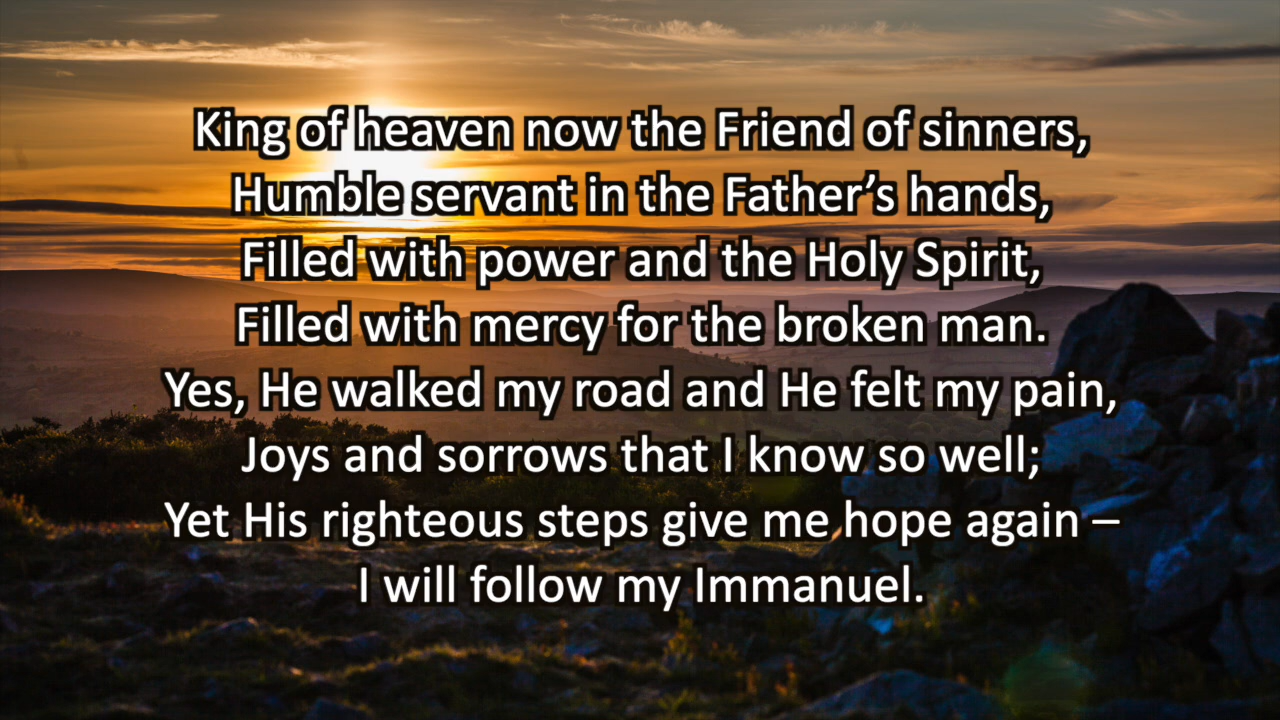 King of heaven now the Friend of sinners,
Humble servant in the Father’s hands,
Filled with power and the Holy Spirit,
Filled with mercy for the broken man.
Yes, He walked my road and He felt my pain,
Joys and sorrows that I know so well;
Yet His righteous steps give me hope again –
I will follow my Immanuel.